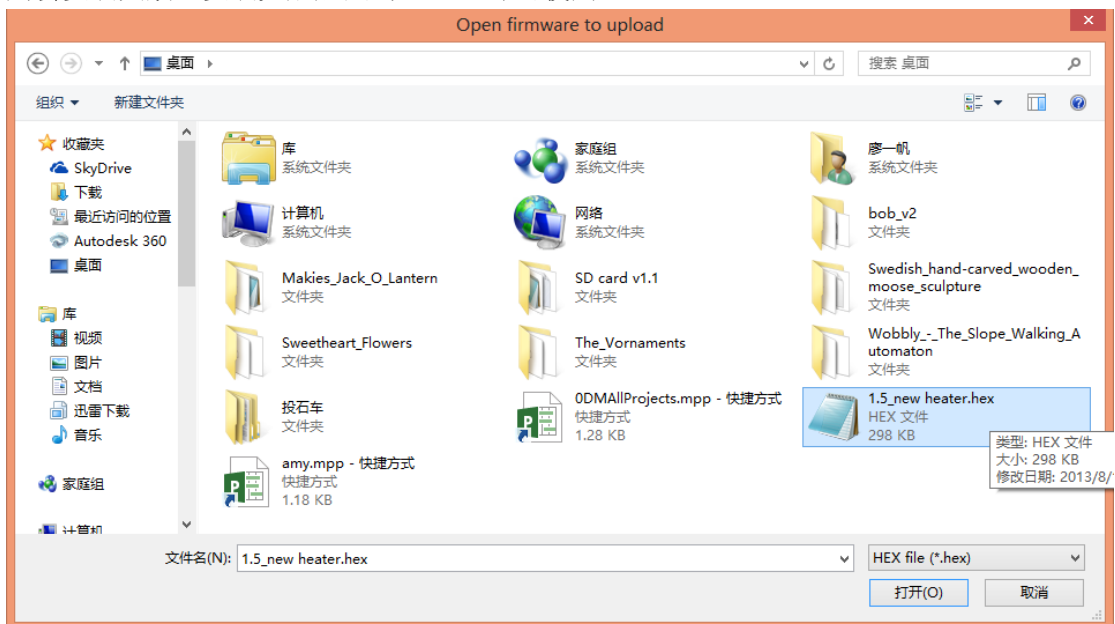 Open firmware to upload
桌面
搜索 桌面
组织
新建文件夹
收藏夹
SkyDrive
下载
最近访问的位置
Autodesk 360
桌面
库
视频
图片
文档
迅雷下载
音乐
家庭组
计算机
库
系统文件夹
家庭组
系统文件夹
廖一帆
系统文件夹
计算机
系统文件夹
网络
系统文件夹
bob_v2
文件夹
Makies_Jack_O_Lantern
文件夹
SD card v1.1
文件夹
Swedish_hand-carved_wooden_
moose_sculpture
文件夹
Sweetheart_Flowers
文件夹
The_Vornaments
文件夹
Wobbly_-_The_Slope_Walking_A
utomaton
文件夹
投石车
文件夹
0DMAllProjects.mpp - 快捷方式
快捷方式
1.28 KB
1.5_new heater.hex
HEX 文件
298 KB
类型: HEX 文件
大小: 298 KB
修改日期: 2013/8/
amy.mpp - 快捷方式
快捷方式
1.18 KB
文件名(N):
1.5_new heater.hex
HEX file (*.hex)
打开(O)
取消